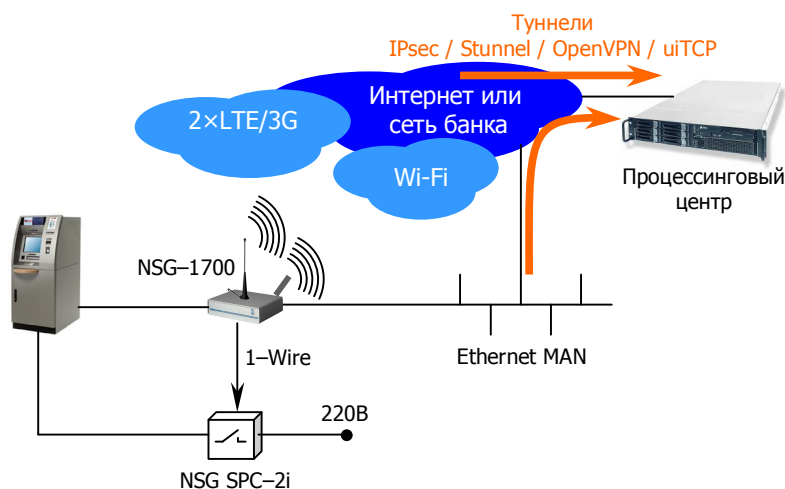 Туннели
IPsec / Stunnel / OpenVPN / uiTCP
Интернет или
сеть банка
2×LTE/3G
Wi-Fi
Процессинговый
центр
NSG–1700
Ethernet MAN
1–Wire
220В
NSG SPC–2i